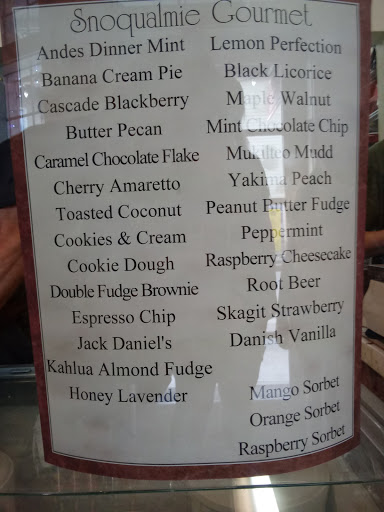 Snoqualmie Gourmet
Andes Dinner Mint
Banana Cream Pie
Cascade Blackberry
Butter Pecan
Caramel Chocolate Flake
Cherry Amaretto
Toasted Coconut
Cookies & Cream
Cookie Dough
Double Fudge Brownie
Espresso Chip
Jack Daniel's
Kahlua Almond Fudge
Honey Lavender
Lemon Perfection
Black Licorice
Maple Walnut
Mint Chocolate Chip
Mukilteo Mudd
Yakima Peach
Peanut Butter Fudge
Peppermint
Raspberry Cheesecake
Root Beer
Skagit Strawberry
Danish Vanilla
Mango Sorbet
Orange Sorbet
Raspberry Sorbet